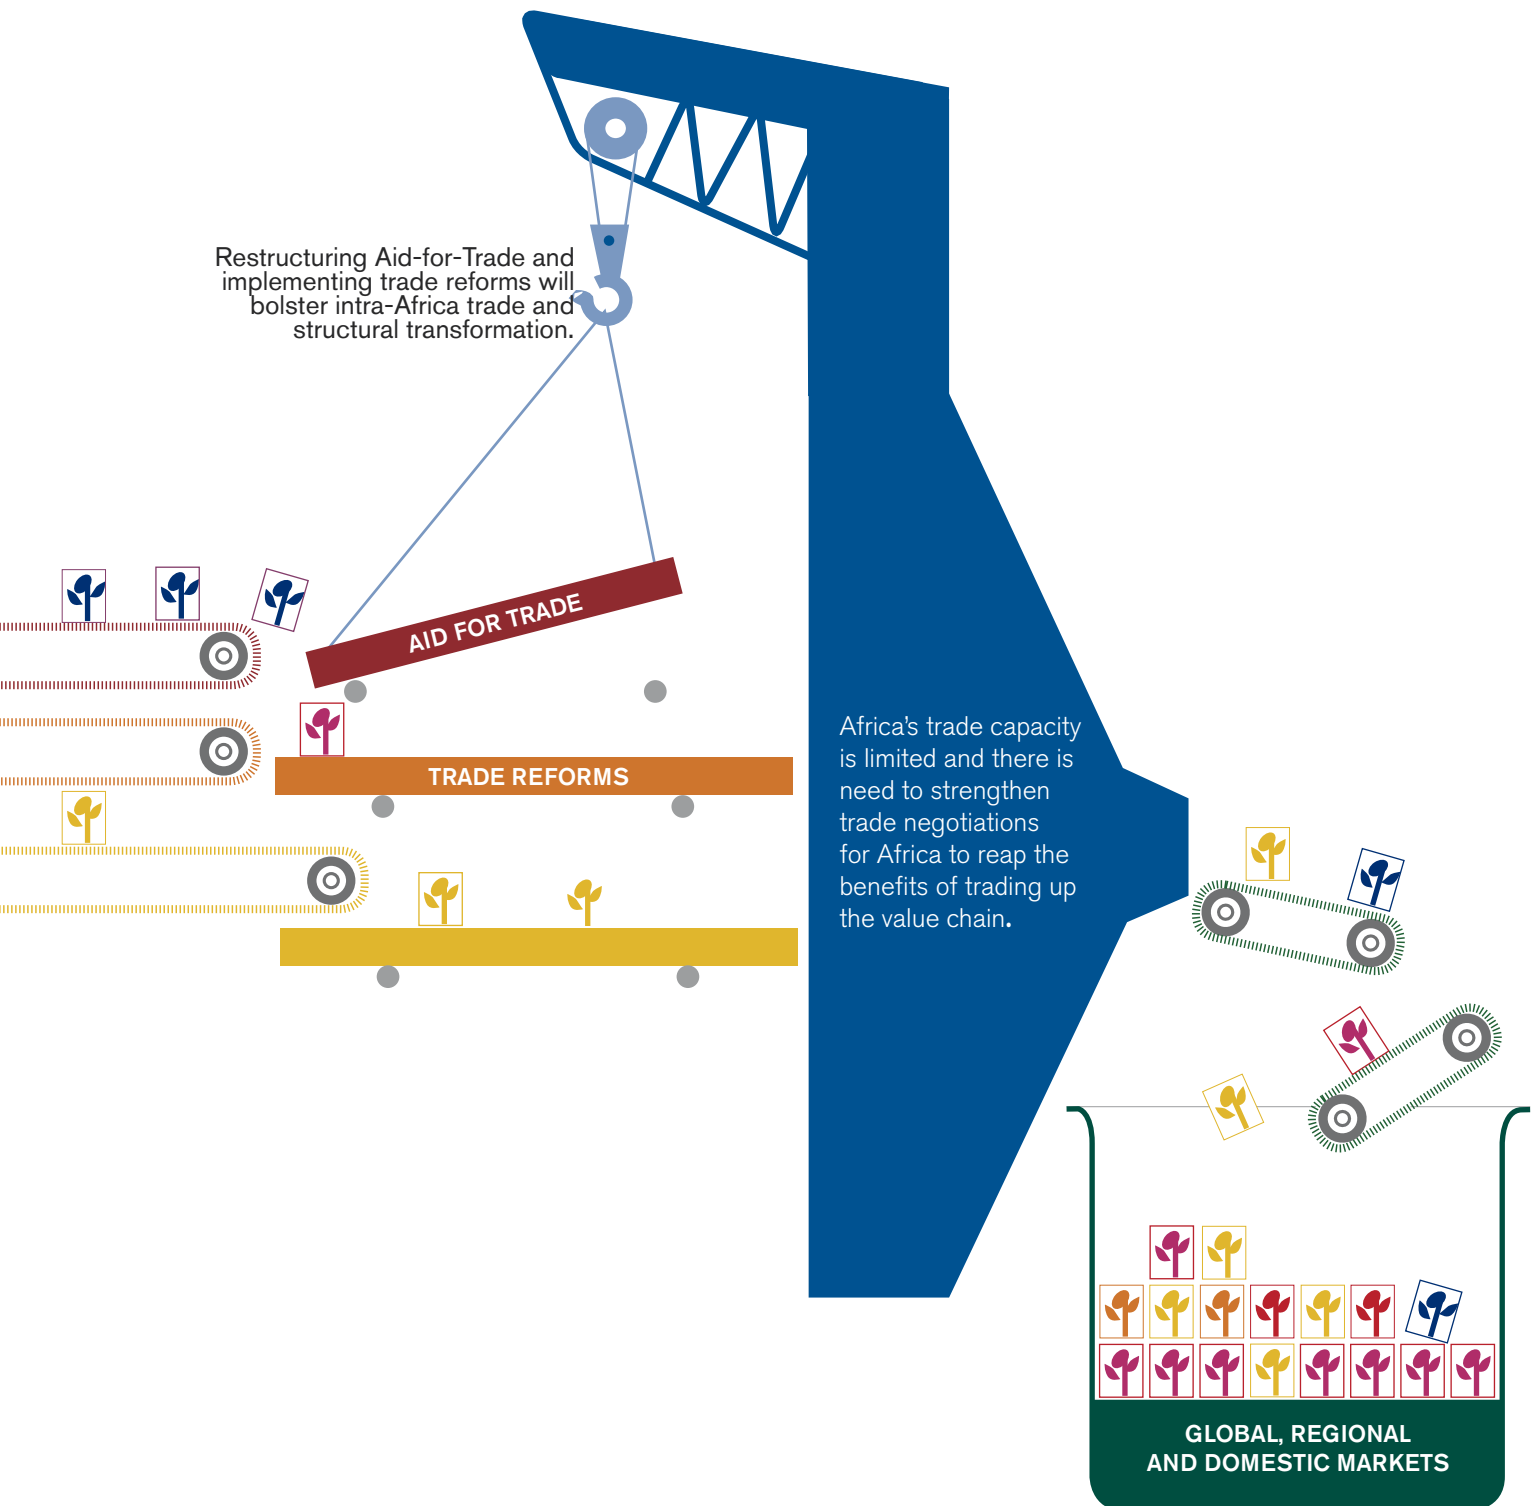 Restructuring Aid-for-Trade and
implementing trade reforms will
bolster intra-Africa trade and
structural transformation.
AID FOR TRADE
TRADE REFORMS
Africa’s trade capacity
is limited and there is
need to strengthen
trade negotiations
for Africa to reap the
benefits of trading up
the value chain.
GLOBAL, REGIONAL
AND DOMESTIC MARKETS